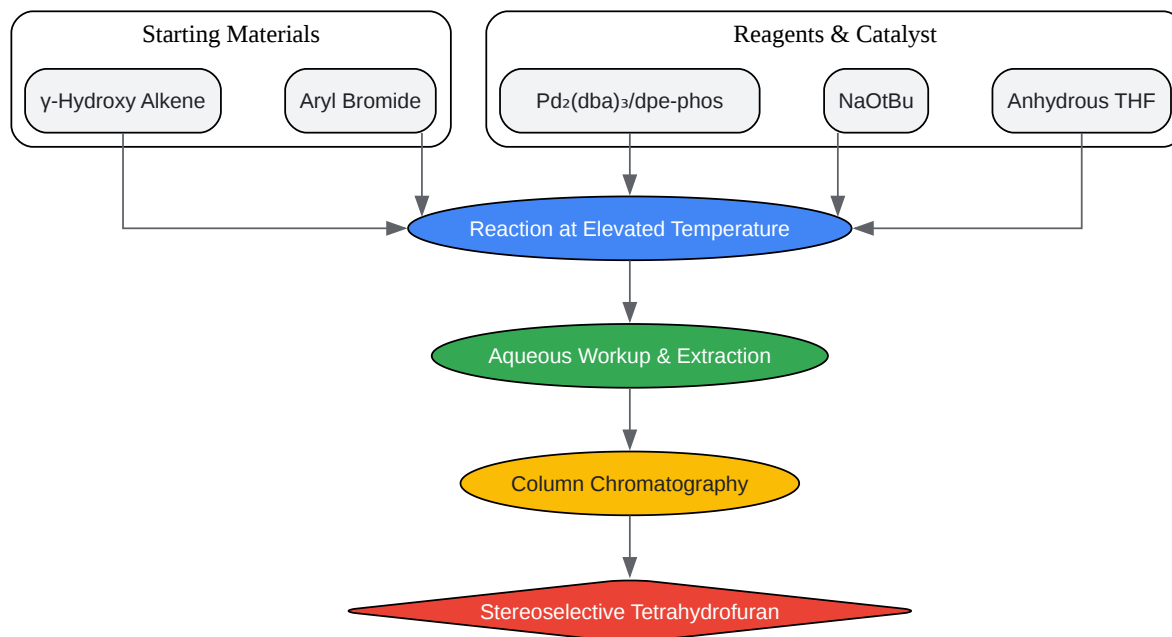 Starting Materials
Reagents & Catalyst
γ-Hydroxy Alkene
Aryl Bromide
Pd₂(dba)₃/dpe-phos
NaOtBu
Anhydrous THF
Reaction at Elevated Temperature
Aqueous Workup & Extraction
Column Chromatography
Stereoselective Tetrahydrofuran